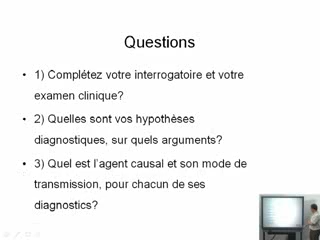 Questions
• 1) Complétez votre interrogatoire et votre
examen clinique?
• 2) Quelles sont vos hypothèses
diagnostiques, sur quels arguments?
• 3) Quel est l'agent causal et son mode de
transmission, pour chacun de ses
diagnostics?